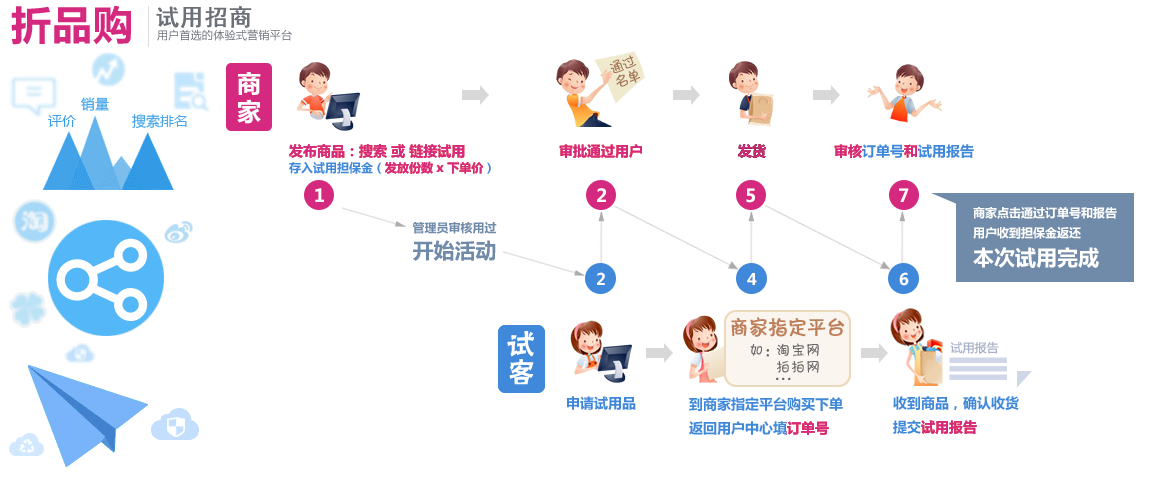 折品购
试用招商
用户首选的体验式营销平台
销量
评价
搜索排名
淘
商家
通过
名单
发布商品：搜索 或 链接试用
存入试用担保金（发放份数 x 下单价）
审批通过用户
发货
审核订单号和试用报告
1
2
5
7
管理员审核用过
开始活动
商家点击通过订单号和报告
用户收到担保金返还
本次试用完成
2
4
6
试客
商家指定平台
如：淘宝网
拍拍网
...
试用报告
申请试用品
到商家指定平台购买下单
返回用户中心填订单号
收到商品，确认收货
提交试用报告